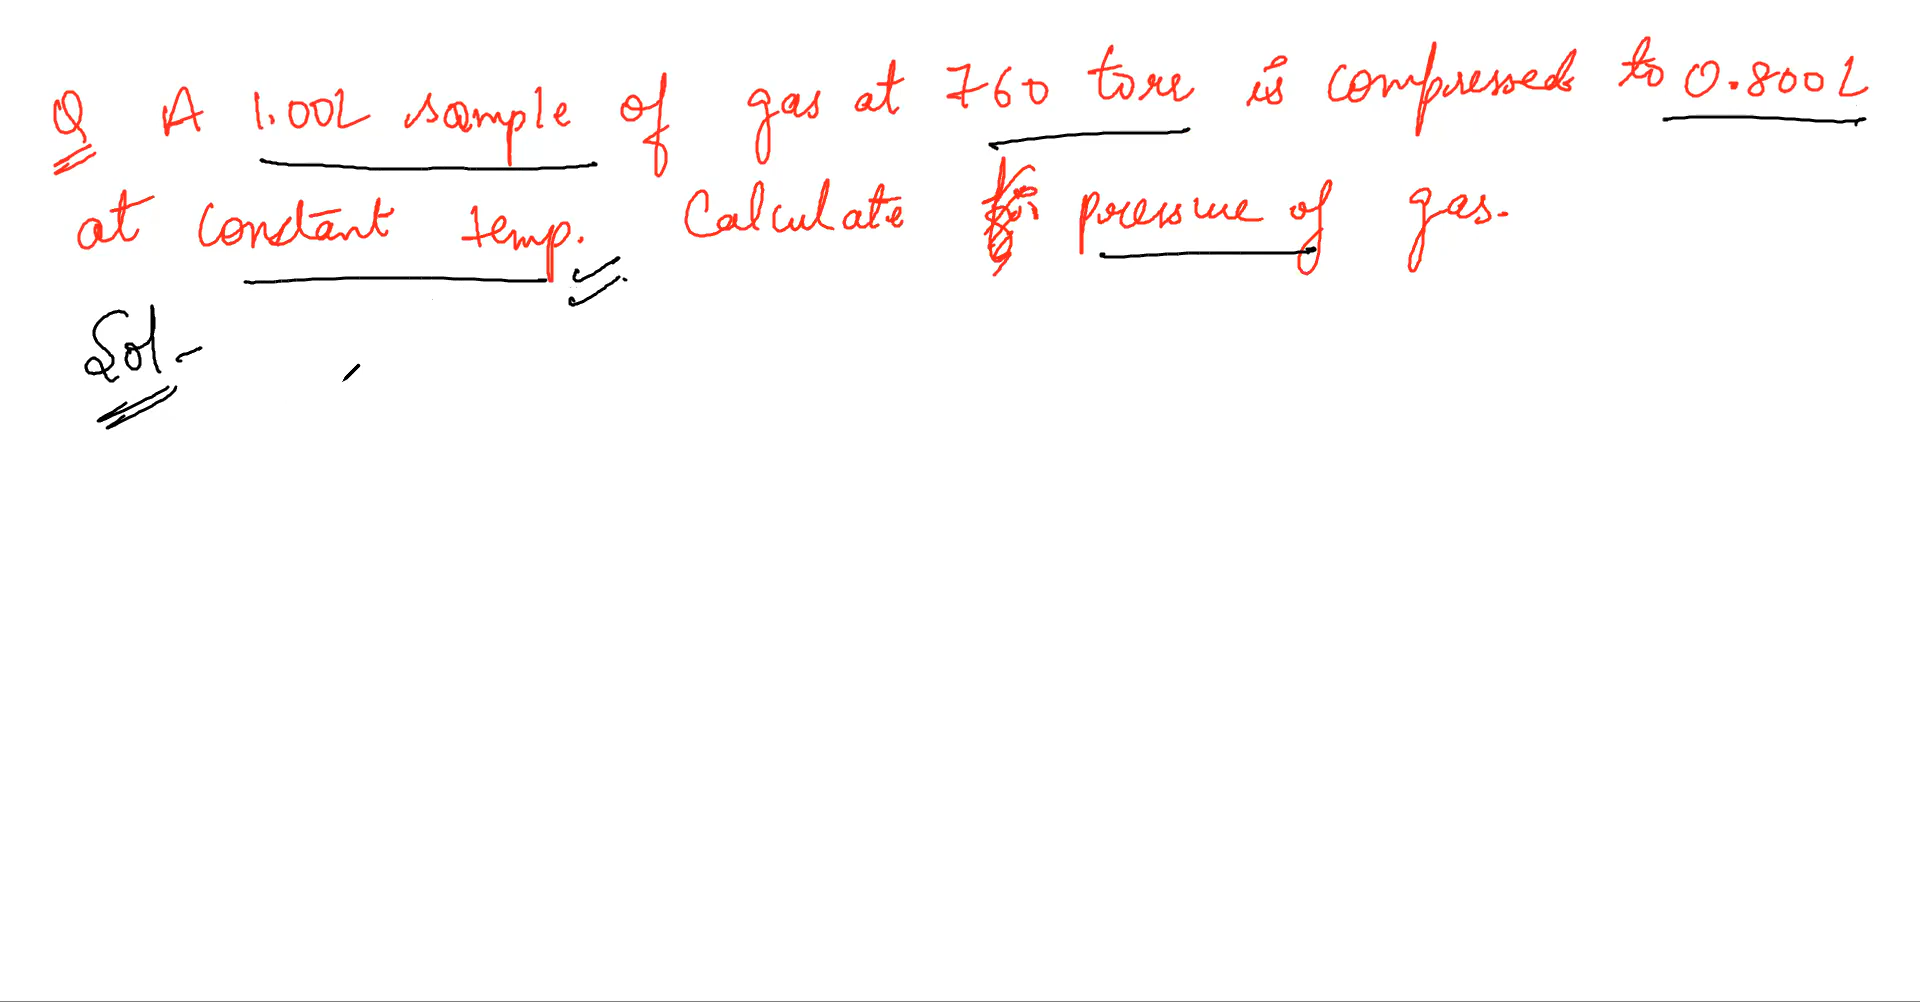 Q A 1.00L sample of gas at 760 torr is compressed to 0.800L
at constant temp. Calculate pressure of gas.
Sol-